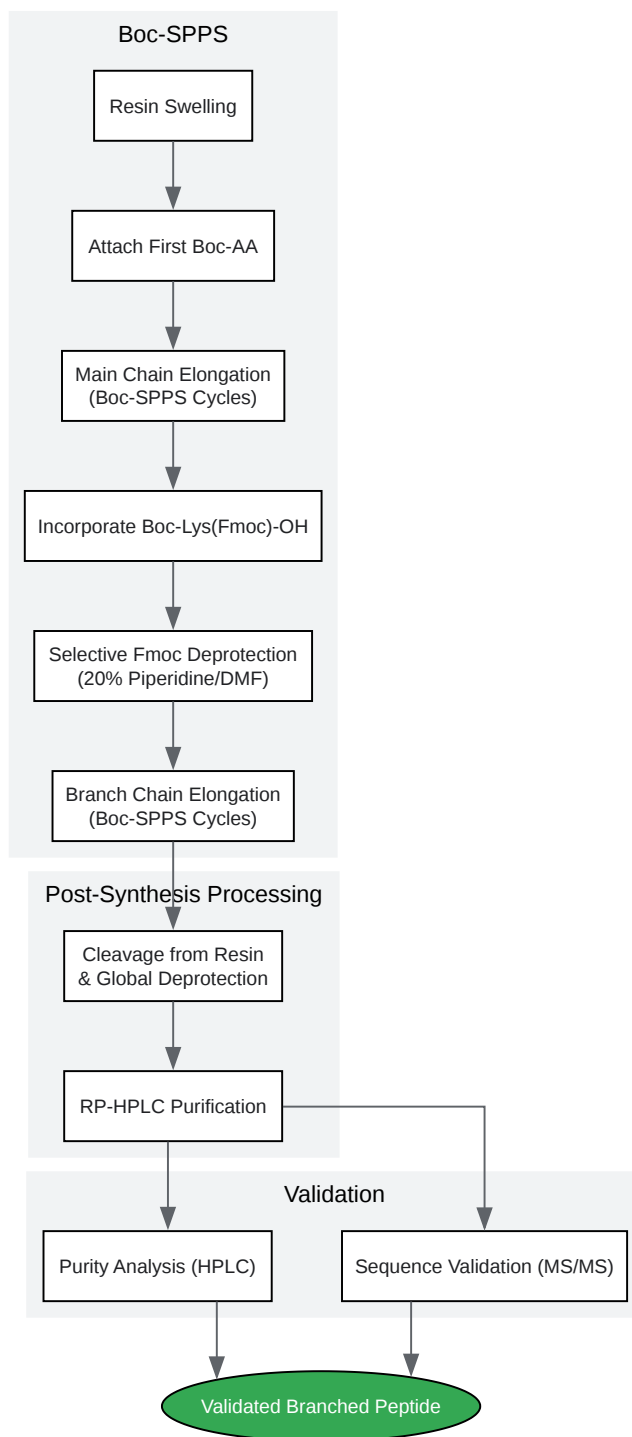 Boc-SPPS
Resin Swelling
Attach First Boc-AA
Main Chain Elongation
(Boc-SPPS Cycles)
Incorporate Boc-Lys(Fmoc)-OH
Selective Fmoc Deprotection
(20% Piperidine/DMF)
Branch Chain Elongation
(Boc-SPPS Cycles)
Post-Synthesis Processing
Cleavage from Resin
& Global Deprotection
RP-HPLC Purification
Validation
Purity Analysis (HPLC)
Sequence Validation (MS/MS)
Validated Branched Peptide